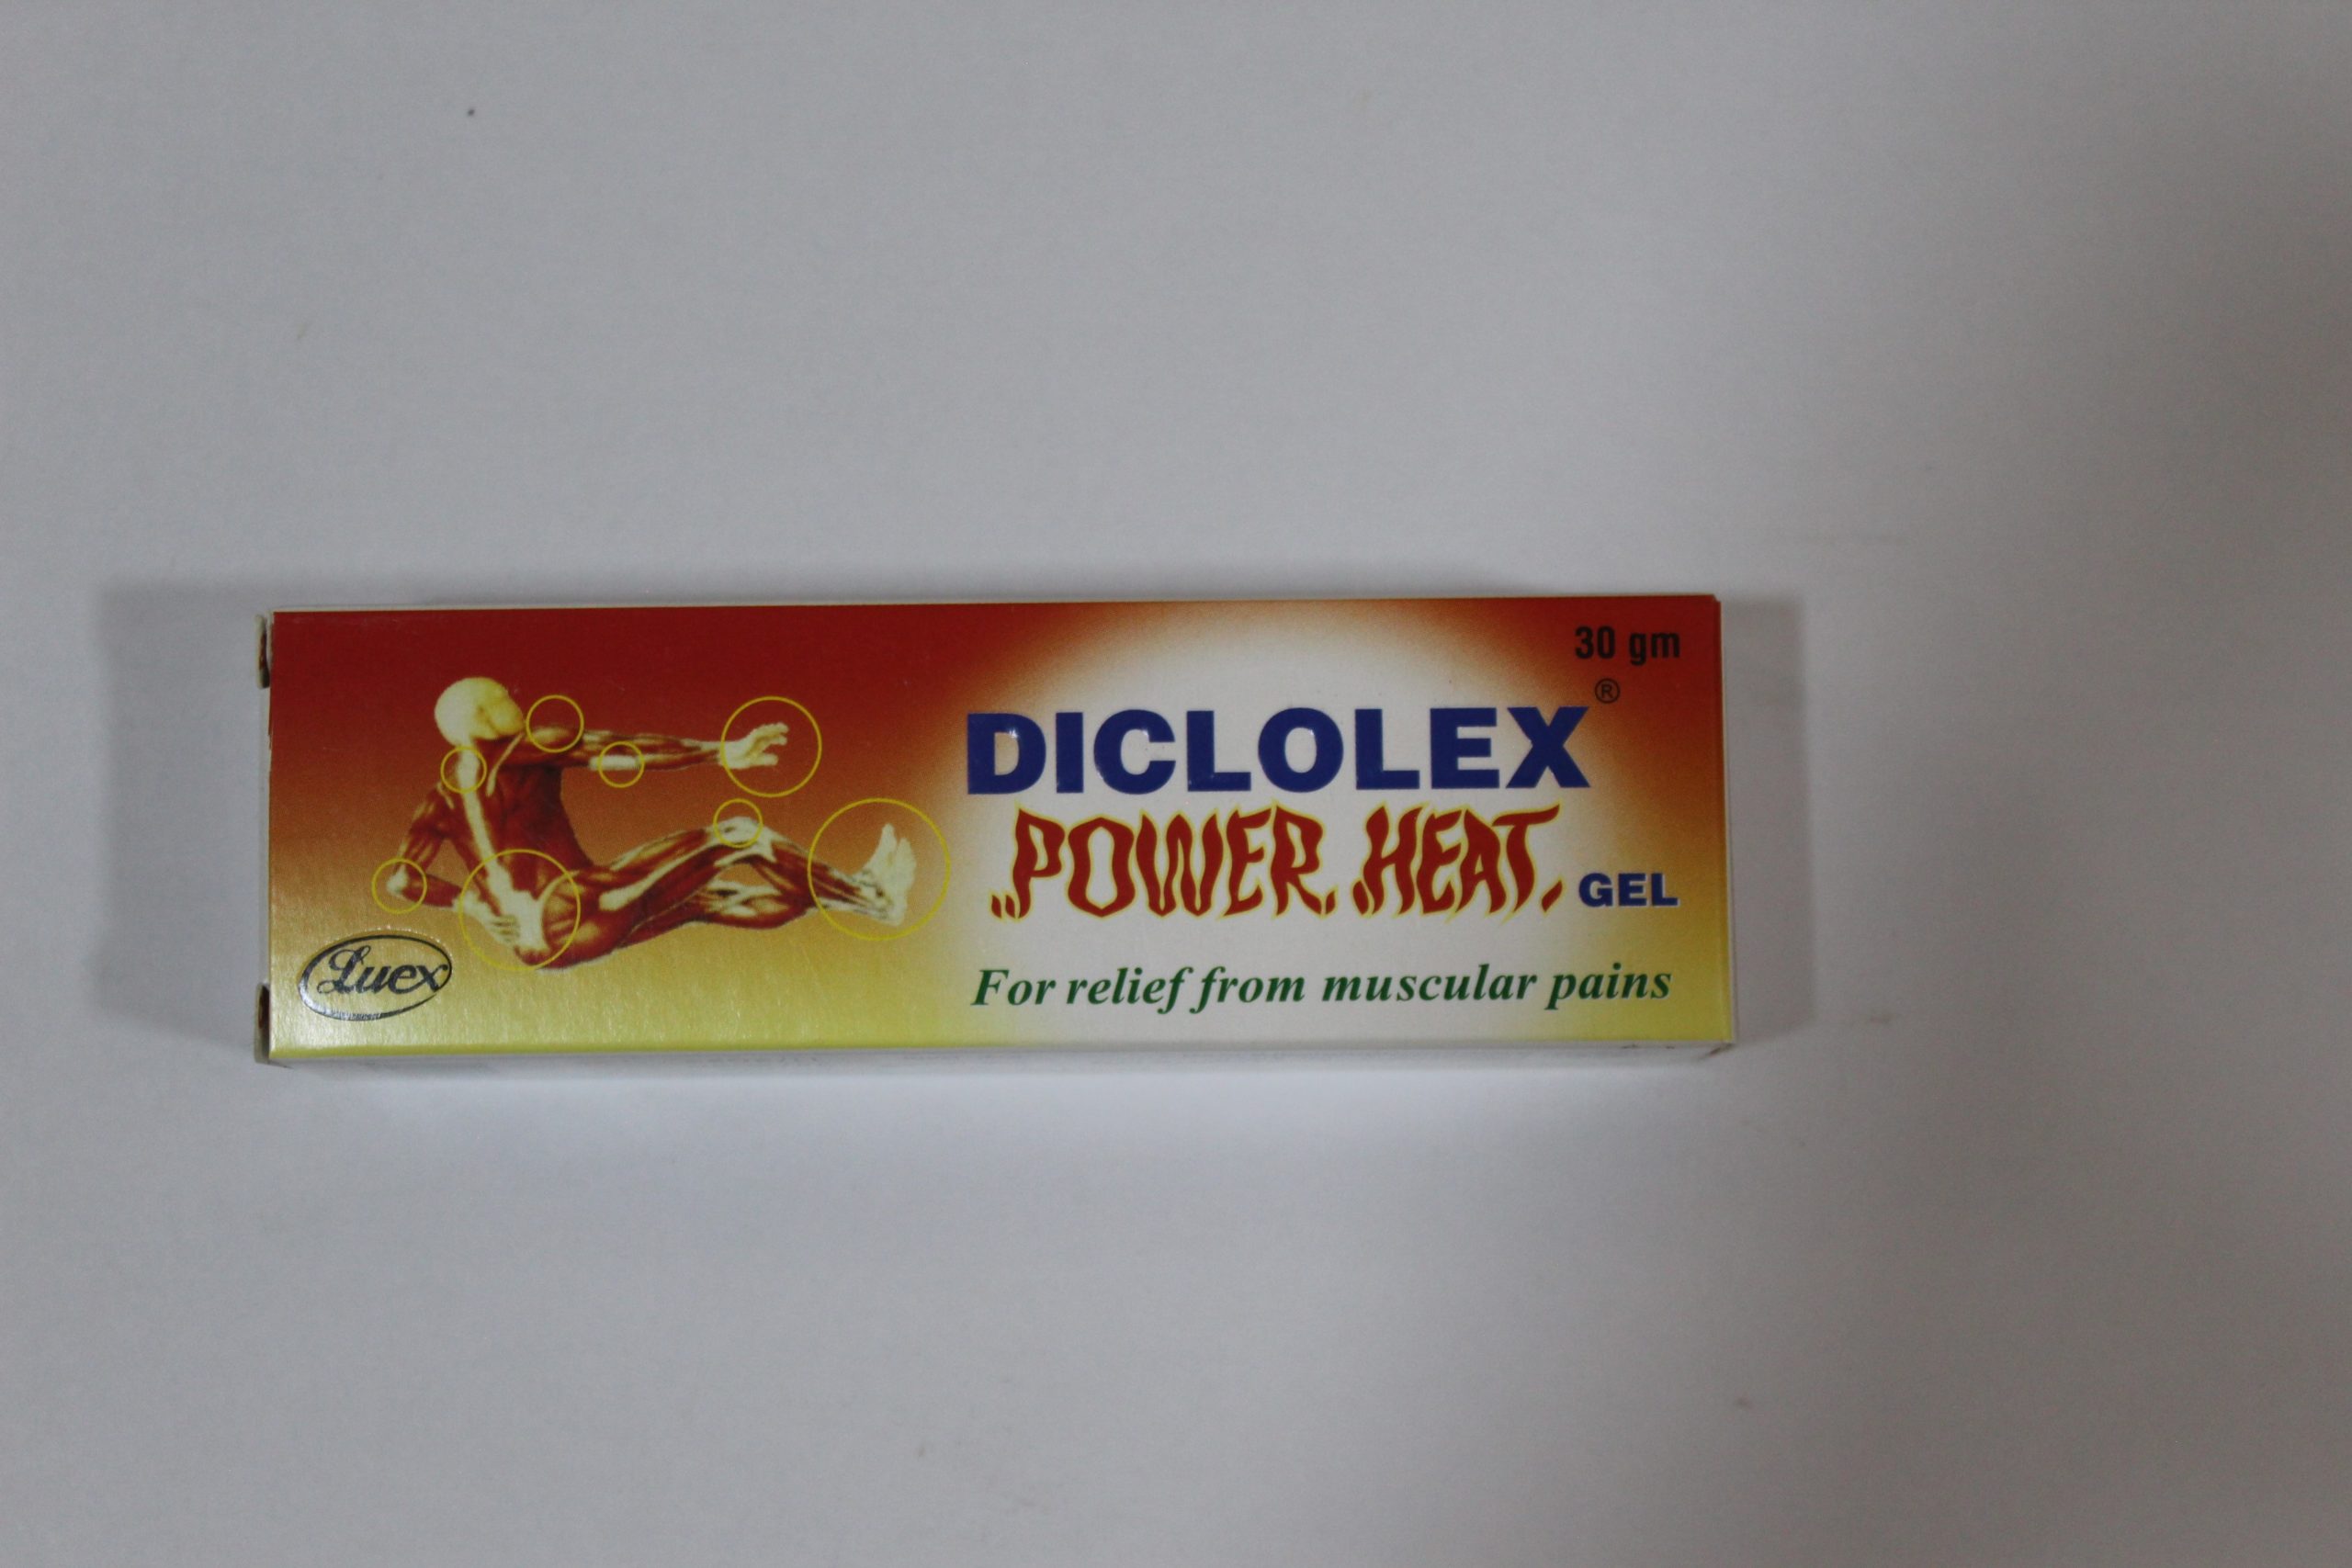 30 gm
DICLOLEX®
POWER HEAT GEL
For relief from muscular pains
Luex